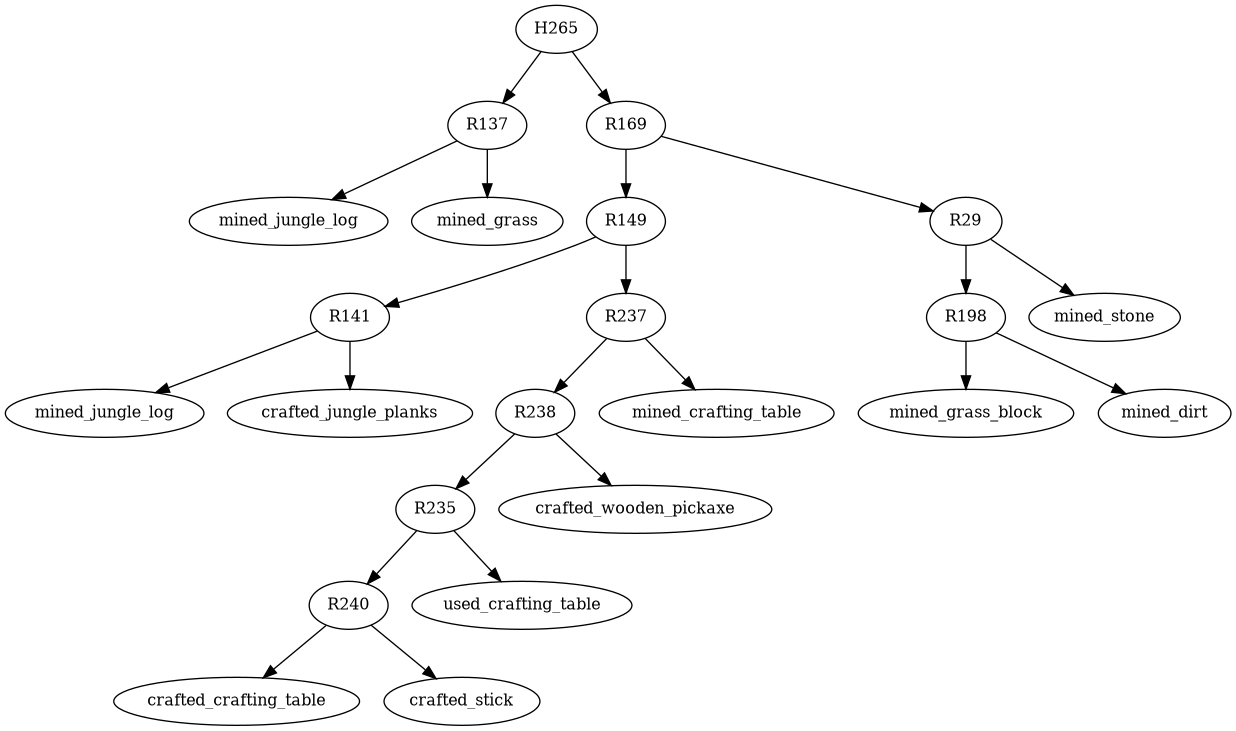 H265
R137
R169
mined_jungle_log
mined_grass
R149
R29
R141
R237
R198
mined_stone
mined_jungle_log
crafted_jungle_planks
R238
mined_crafting_table
mined_grass_block
mined_dirt
R235
crafted_wooden_pickaxe
R240
used_crafting_table
crafted_crafting_table
crafted_stick